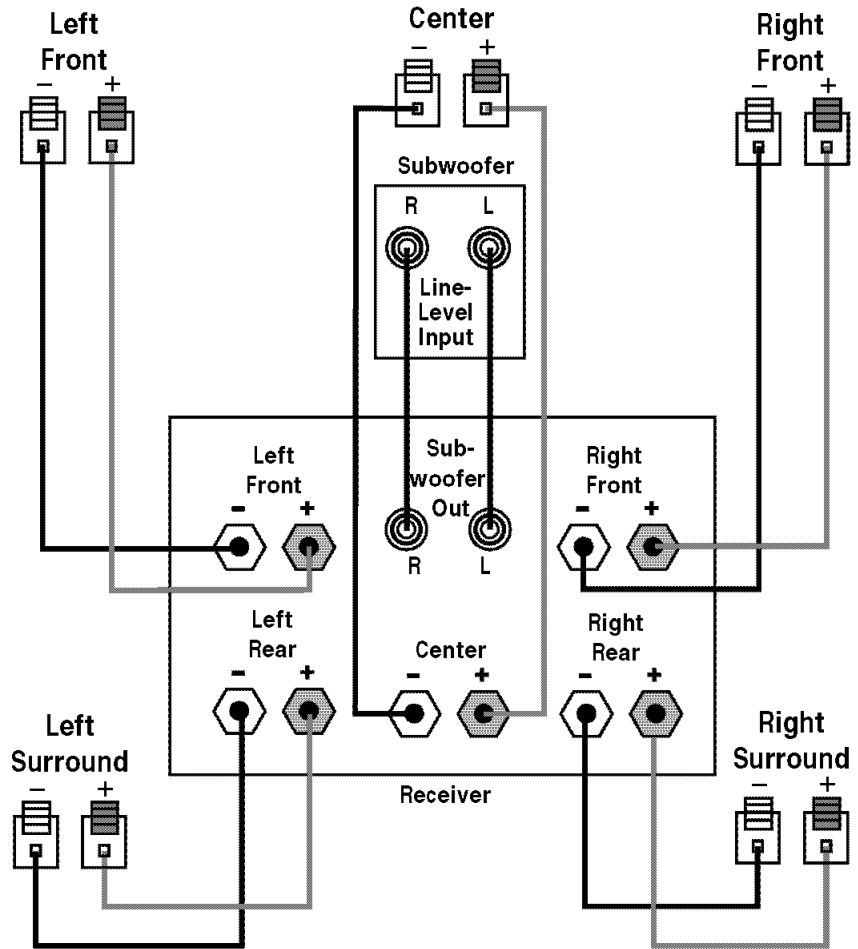 Left
Front
- +
Center
- +
Right
Front
- +
Subwoofer
R L
Line-
Level
Input
Left
Front
- +
Sub-
woofer
Out
R L
Right
Front
- +
Left
Rear
- +
Center
- +
Right
Rear
- +
Receiver
Left
Surround
- +
Right
Surround
- +